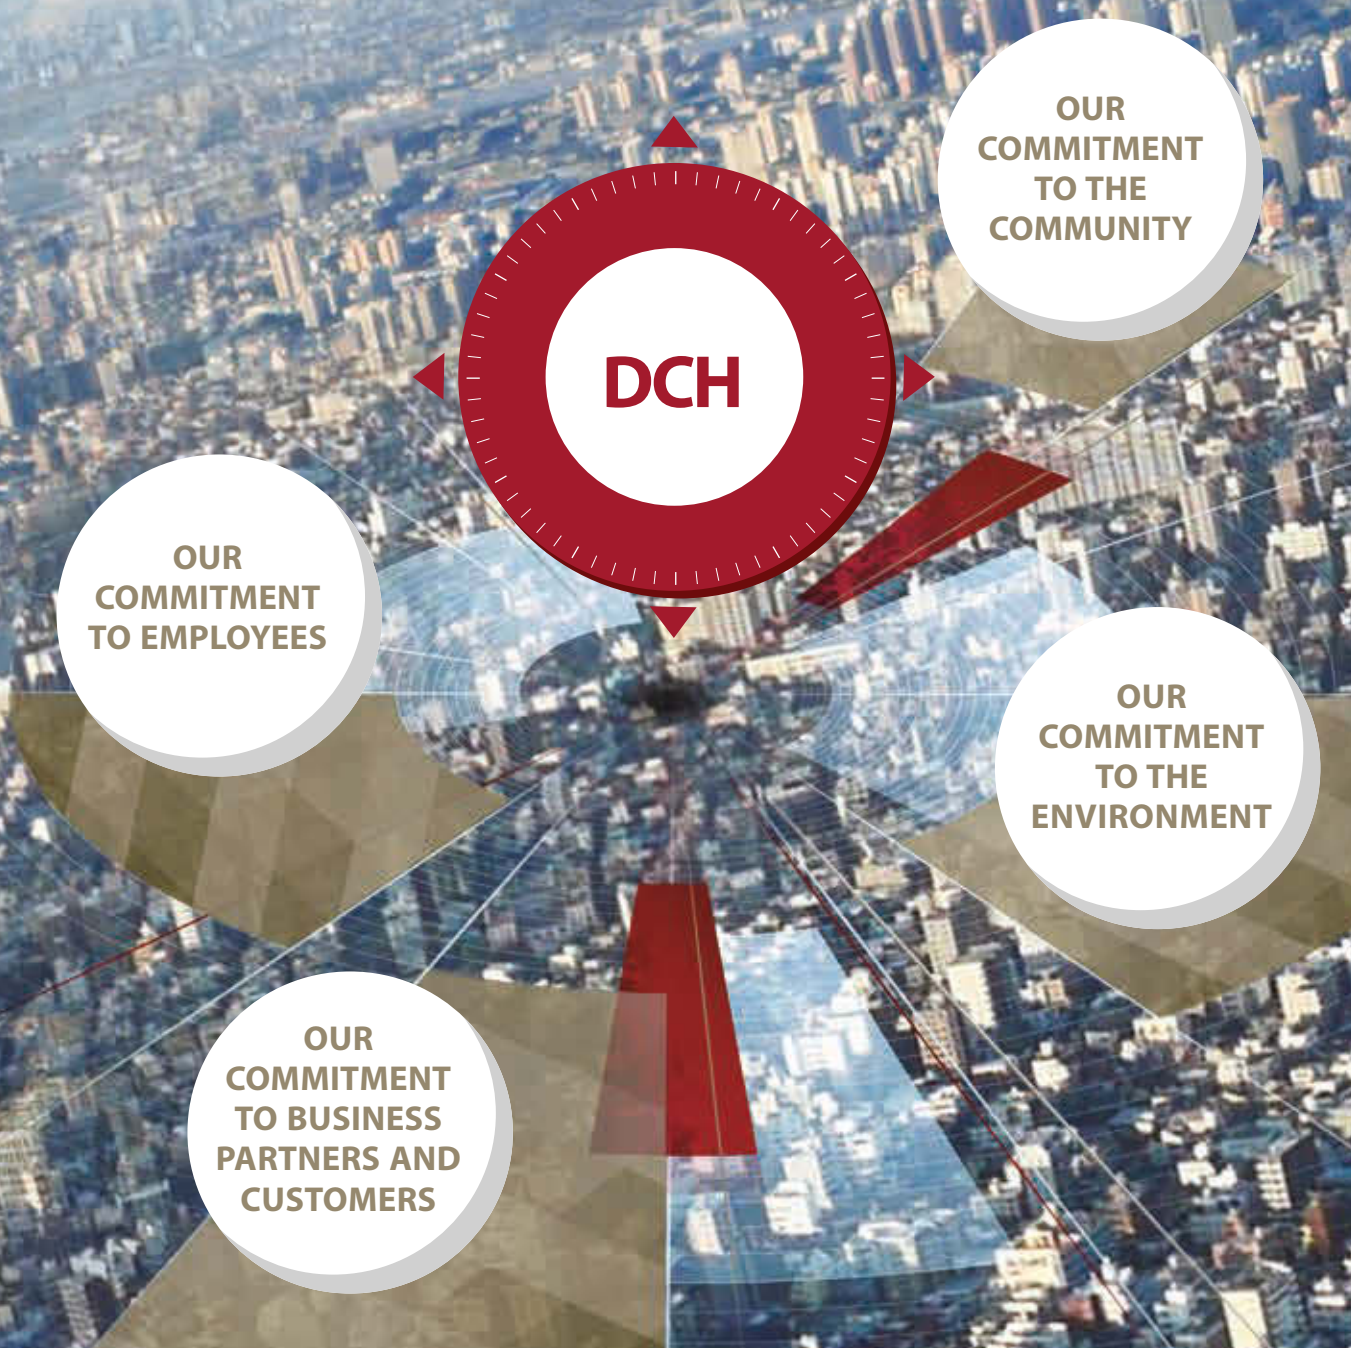 OUR
COMMITMENT
TO THE
COMMUNITY
DCH
OUR
COMMITMENT
TO EMPLOYEES
OUR
COMMITMENT
TO THE
ENVIRONMENT
OUR
COMMITMENT
TO BUSINESS
PARTNERS AND
CUSTOMERS